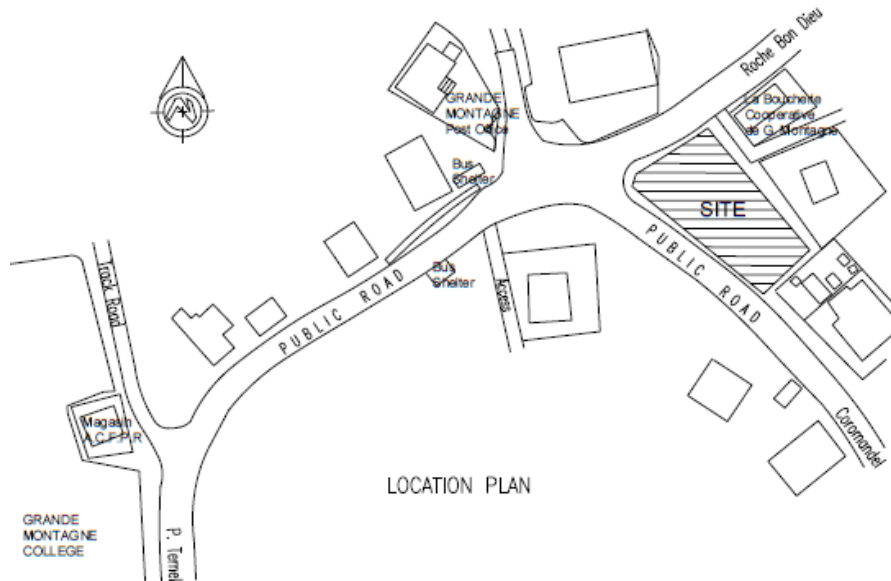 Roche Bon Dieu
GRANDE
MONTAGNE
Post Office
La Boucherie
Cooperative
de G. Montagne
Bus
Shelter
SITE
PUBLIC ROAD
Bus
Shelter
Access
PUBLIC ROAD
Track Road
Magasin
A.C.F.P.R
Coromandel
LOCATION PLAN
GRANDE
MONTAGNE
COLLEGE